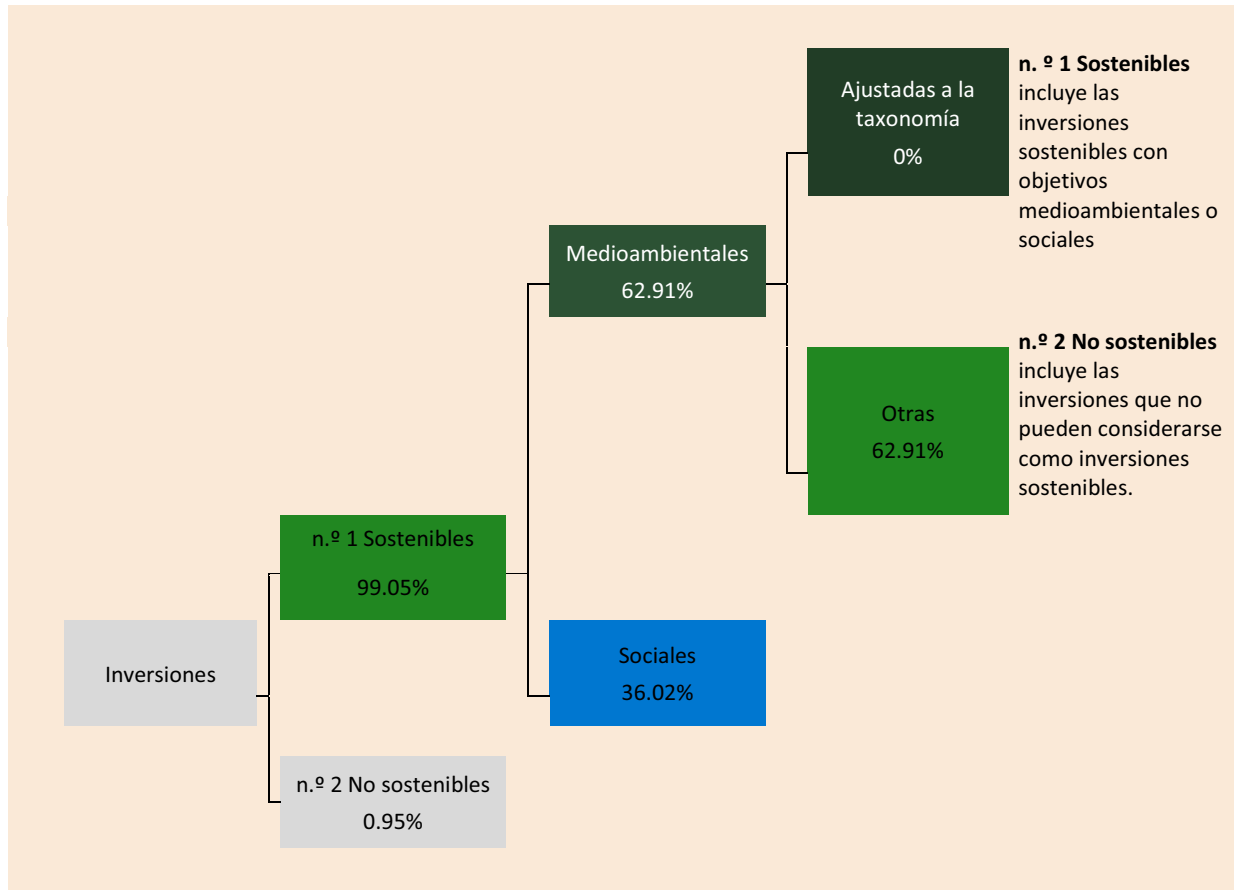 Ajustadas a la
taxonomía
0%
n. º 1 Sostenibles
incluye las
inversiones
sostenibles con
objetivos
medioambientales o
sociales
Medioambientales
62.91%
n.º 2 No sostenibles
incluye las
inversiones que no
pueden considerarse
como inversiones
sostenibles.
Otras
62.91%
n.º 1 Sostenibles
99.05%
Sociales
36.02%
Inversiones
n.º 2 No sostenibles
0.95%